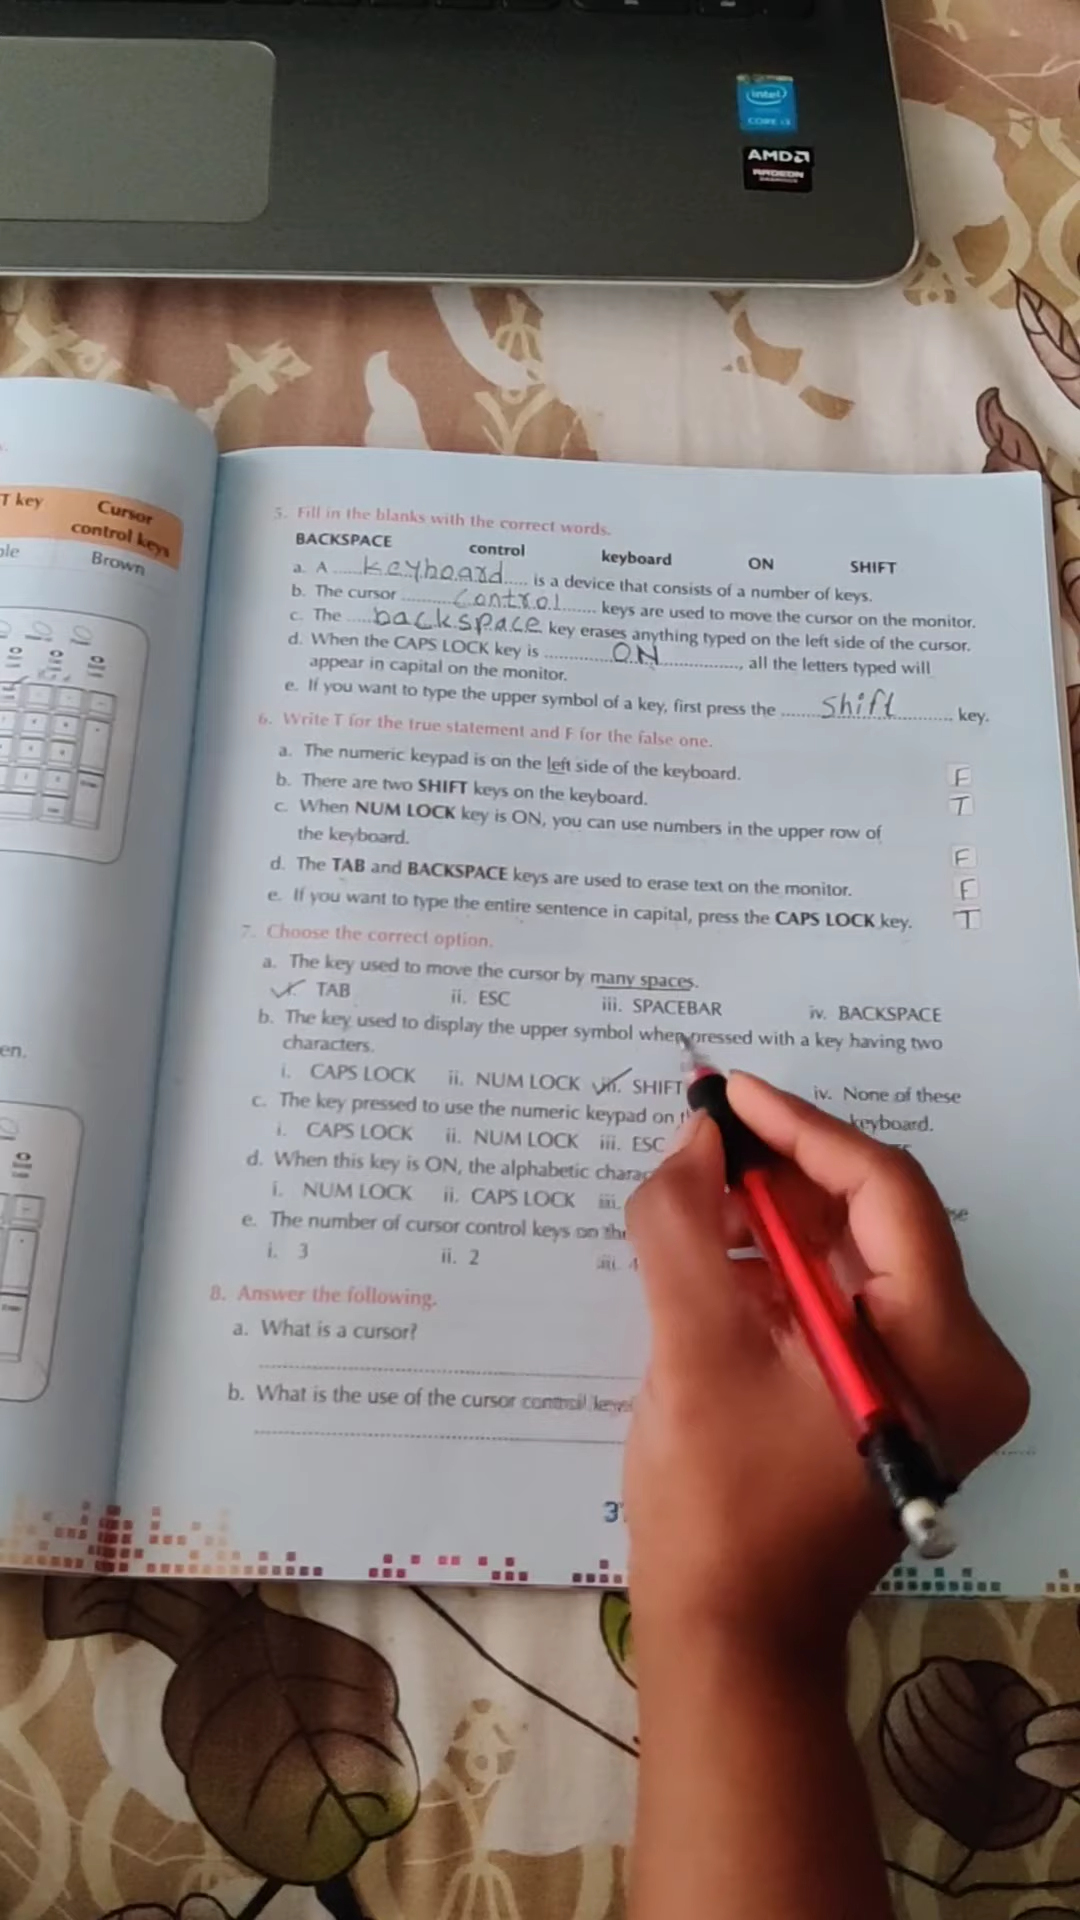 intel
CORE i3
AMD
RADEON
GRAPHICS
T key
Cursor
control keys
Brown
en.
5. Fill in the blanks with the correct words.
BACKSPACE control keyboard ON SHIFT
a. A keyboard is a device that consists of a number of keys.
b. The cursor control keys are used to move the cursor on the monitor.
c. The backspace key erases anything typed on the left side of the cursor.
d. When the CAPS LOCK key is ON, all the letters typed will
appear in capital on the monitor.
e. If you want to type the upper symbol of a key, first press the shift key.
6. Write T for the true statement and F for the false one.
a. The numeric keypad is on the left side of the keyboard. F
b. There are two SHIFT keys on the keyboard. T
c. When NUM LOCK key is ON, you can use numbers in the upper row of
the keyboard. F
d. The TAB and BACKSPACE keys are used to erase text on the monitor. F
e. If you want to type the entire sentence in capital, press the CAPS LOCK key. T
7. Choose the correct option.
a. The key used to move the cursor by many spaces.
i. TAB ii. ESC iii. SPACEBAR iv. BACKSPACE
b. The key used to display the upper symbol when pressed with a key having two
characters.
i. CAPS LOCK ii. NUM LOCK iii. SHIFT iv. None of these
c. The key pressed to use the numeric keypad on keyboard.
i. CAPS LOCK ii. NUM LOCK iii. ESC
d. When this key is ON, the alphabetic
i. NUM LOCK ii. CAPS LOCK iii.
e. The number of cursor control keys on the
i. 3 ii. 2 iii. 4
8. Answer the following.
a. What is a cursor?
b. What is the use of the cursor control